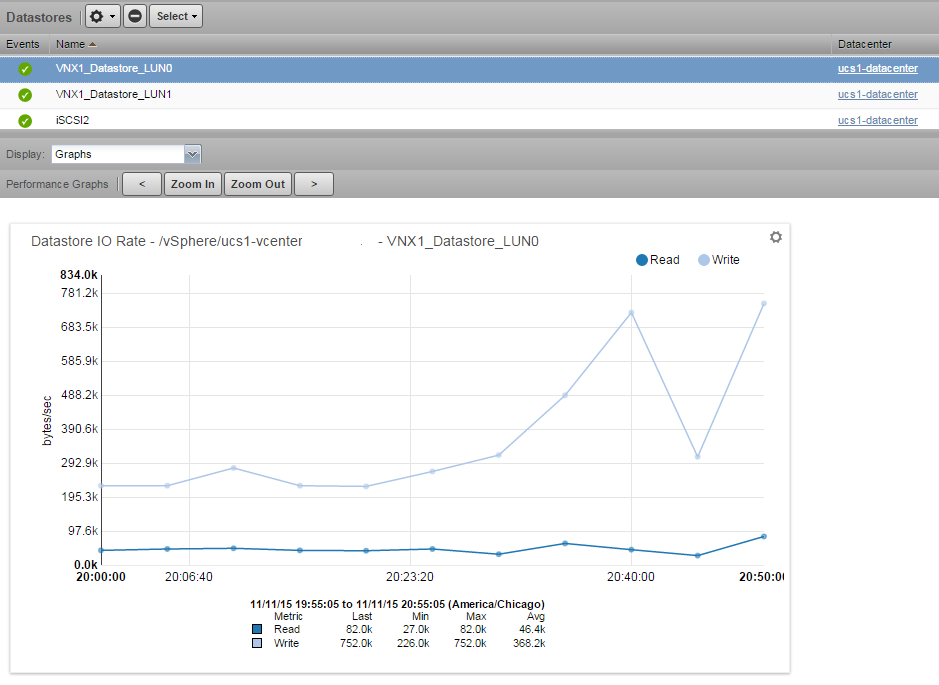 Datastores Select
Events Name Datacenter
VNX1_Datastore_LUN0 ucs1-datacenter
VNX1_Datastore_LUN1 ucs1-datacenter
iSCSI2 ucs1-datacenter
Display: Graphs
Performance Graphs < Zoom In Zoom Out >
Datastore IO Rate - /vSphere/ucs1-vcenter - VNX1_Datastore_LUN0
Read Write
834.0k
781.2k
683.5k
585.9k
488.2k
390.6k
292.9k
195.3k
97.6k
0.0k
bytes/sec
20:00:00 20:06:40 20:23:20 20:40:00 20:50:00
11/11/15 19:55:05 to 11/11/15 20:55:05 (America/Chicago)
Metric Last Min Max Avg
Read 82.0k 27.0k 82.0k 46.4k
Write 752.0k 226.0k 752.0k 368.2k